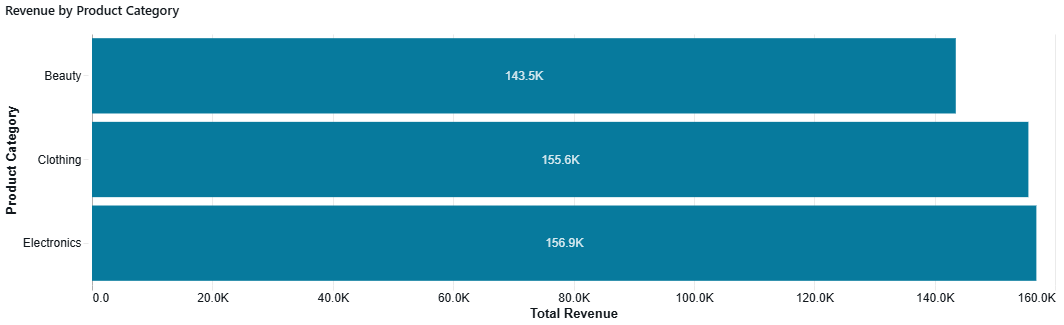 Revenue by Product Category
Product Category
Beauty
143.5K
Clothing
155.6K
Electronics
156.9K
0.0 20.0K 40.0K 60.0K 80.0K 100.0K 120.0K 140.0K 160.0K
Total Revenue